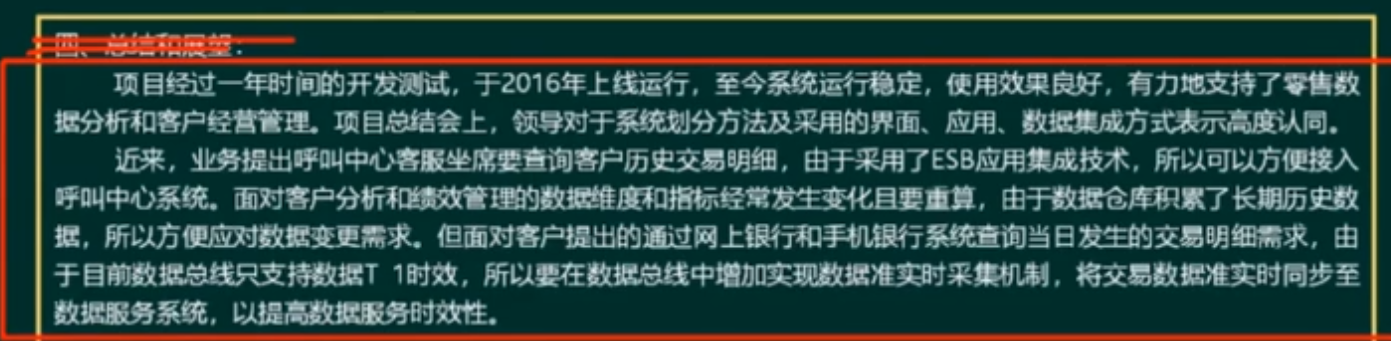 四、总结和展望：
项目经过一年时间的开发测试，于2016年上线运行，至今系统运行稳定，使用效果良好，有力地支持了零售数
据分析和客户经营管理。项目总结会上，领导对于系统划分方法及采用的界面、应用、数据集成方式表示高度认同。
近来，业务提出呼叫中心客服坐席要查询客户历史交易明细，由于采用了ESB应用集成技术，所以可以方便接入
呼叫中心系统。面对客户分析和绩效管理的数据维度和指标经常发生变化且要重算，由于数据仓库积累了长期历史数
据，所以方便应对数据变更需求。但面对客户提出的通过网上银行和手机银行系统查询当日发生的交易明细需求，由
于目前数据总线只支持数据T 1时效，所以要在数据总线中增加实现数据准实时采集机制，将交易数据准实时同步至
数据服务系统，以提高数据服务时效性。